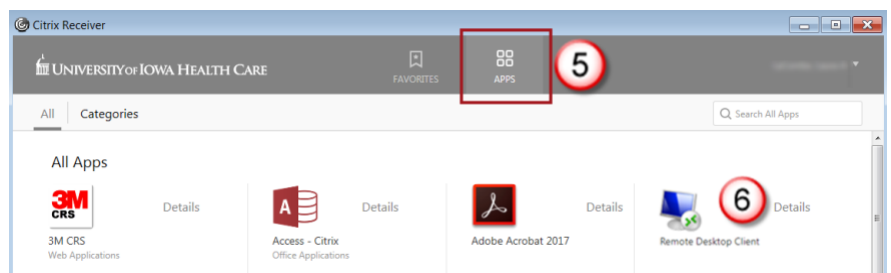 Citrix Receiver
UNIVERSITY OF IOWA HEALTH CARE
FAVORITES
APPS
5
All
Categories
Search All Apps
All Apps
3M
CRS
Details
A
Details
Details
6
Details
3M CRS
Access - Citrix
Adobe Acrobat 2017
Remote Desktop Client
Web Applications
Office Applications